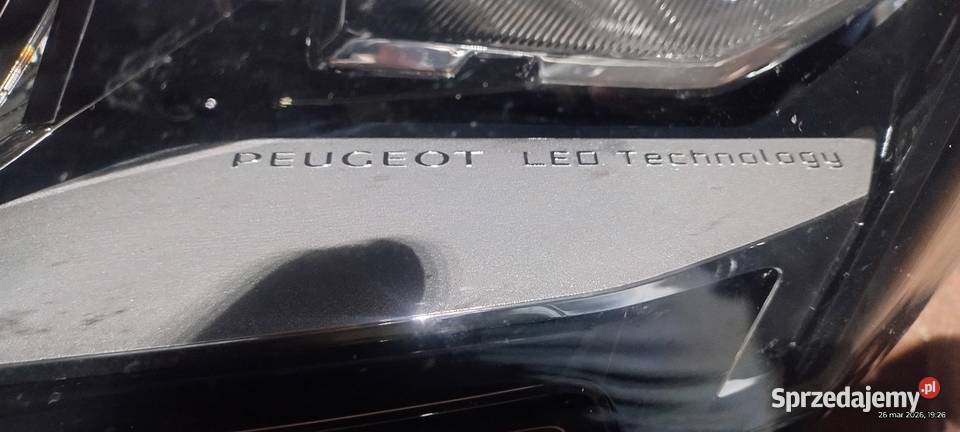 PEUGEOT LED Technology
Sprzedajemy.pl
26 mar 2026, 19:26